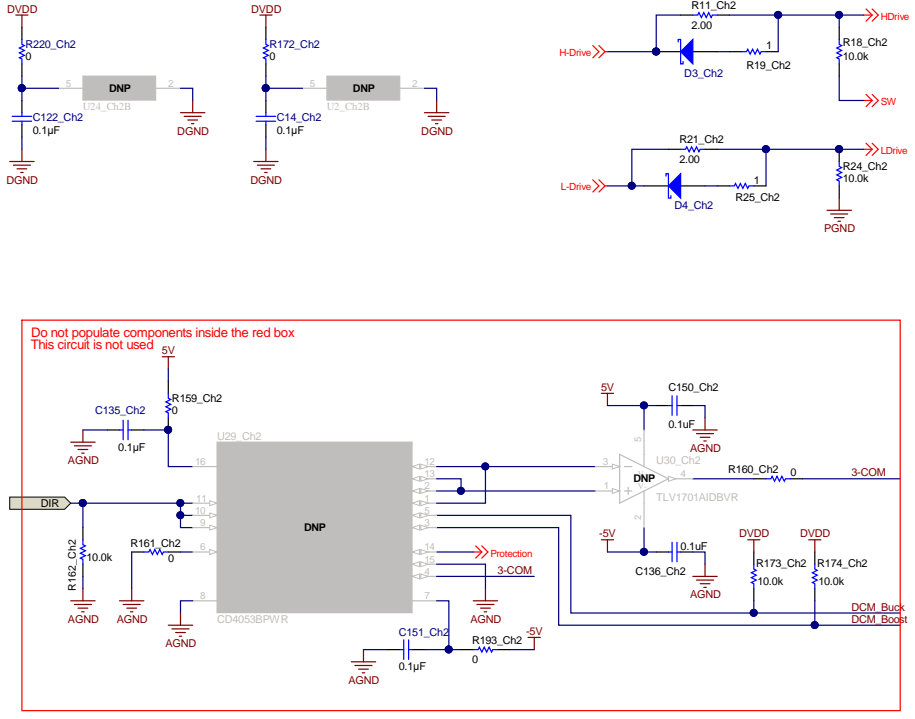 DVDD
R220_Ch2
0
5
DNP
2
U24_Ch2B
C122_Ch2
0.1µF
DGND
DGND
DVDD
R172_Ch2
0
5
DNP
2
U2_Ch2B
C14_Ch2
0.1µF
DGND
DGND
R11_Ch2
2.00
HDrive
H-Drive
1
D3_Ch2
R19_Ch2
R18_Ch2
10.0k
SW
R21_Ch2
2.00
LDrive
L-Drive
1
D4_Ch2
R25_Ch2
R24_Ch2
10.0k
PGND
Do not populate components inside the red box
This circuit is not used
5V
R159_Ch2
0
C135_Ch2
0.1µF
AGND
U29_Ch2
16
11
10
9
6
8
DNP
12
13
2
1
5
3
14
15
4
7
CD4053BPWR
DIR
R162_Ch2
10.0k
AGND
R161_Ch2
0
AGND
AGND
Protection
3-COM
AGND
C151_Ch2
0.1µF
AGND
R193_Ch2
0
-5V
5V
C150_Ch2
0.1uF
AGND
5
U30_Ch2
3
DNP
1
4
TLV1701AIDBVR
2
R160_Ch2
0
3-COM
-5V
0.1uF
C136_Ch2
AGND
DVDD
R173_Ch2
10.0k
DVDD
R174_Ch2
10.0k
DCM_Buck
DCM_Boost